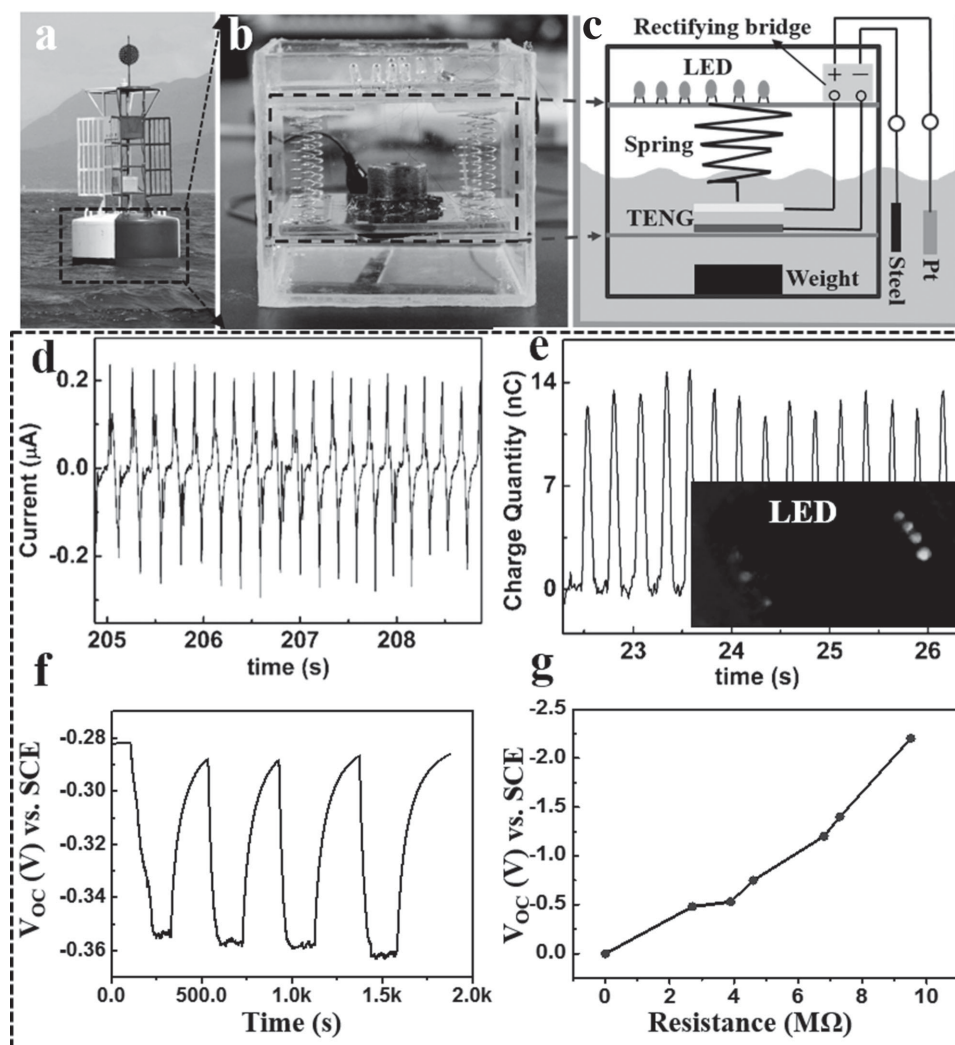 a
b
c
Rectifying bridge
LED
+ −
Spring
TENG
Weight
Steel
Pt
d
Current (μA)
0.2
0.0
-0.2
205 206 207 208
time (s)
e
Charge Quantity (nC)
14
7
0
LED
23 24 25 26
time (s)
f
V_OC (V) vs. SCE
-0.28
-0.30
-0.32
-0.34
-0.36
0.0 500.0 1.0k 1.5k 2.0k
Time (s)
g
V_OC (V) vs. SCE
-2.5
-2.0
-1.5
-1.0
-0.5
0.0
0 2 4 6 8 10
Resistance (MΩ)